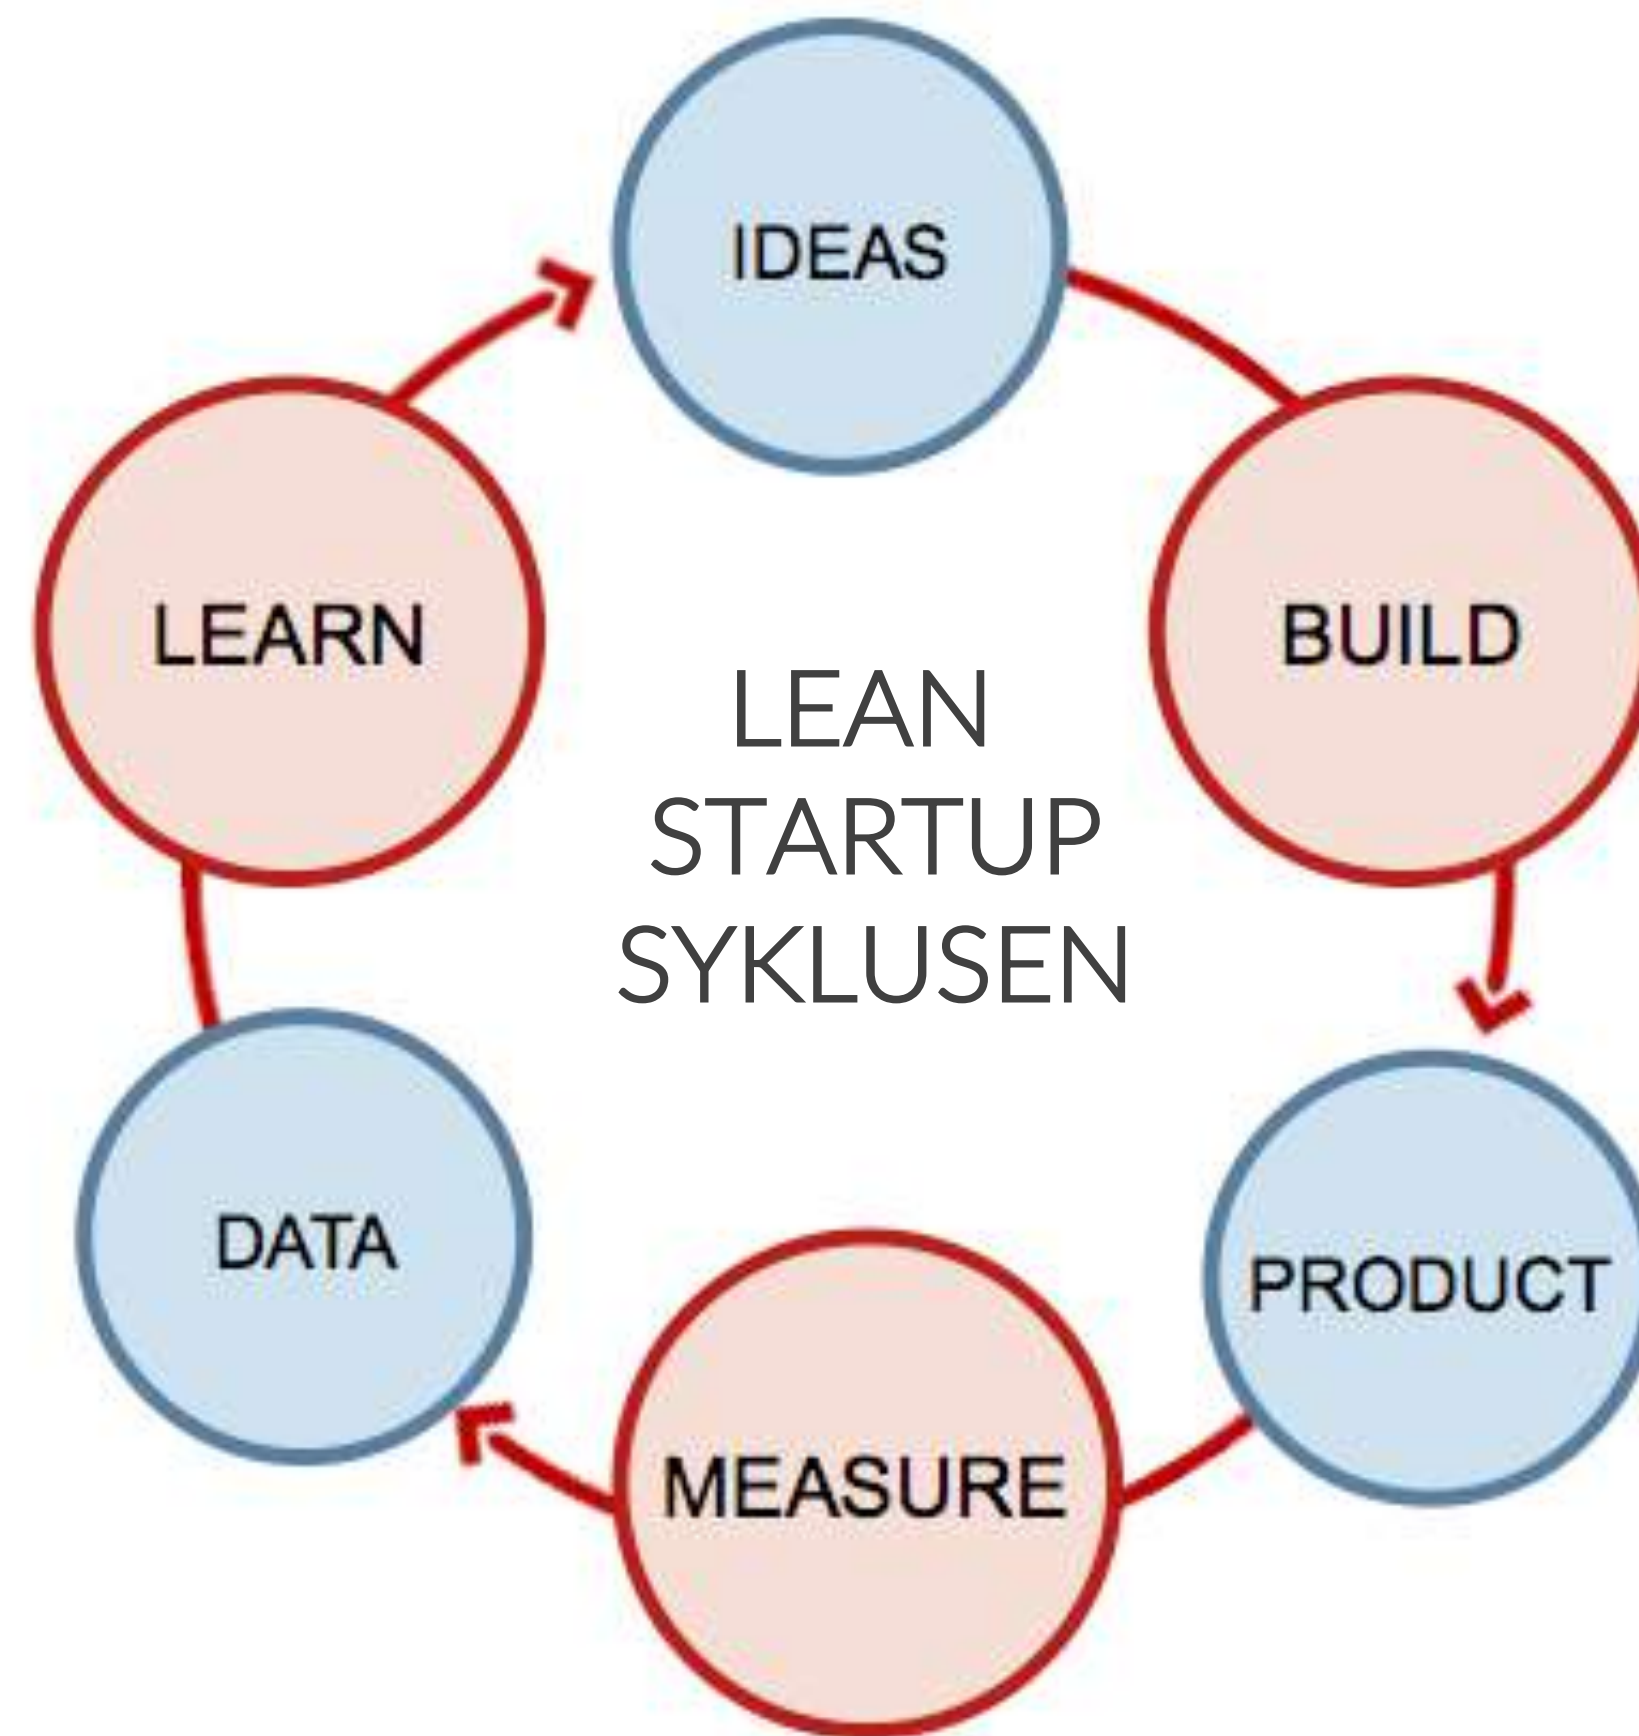 IDEAS
LEARN
BUILD
LEAN
STARTUP
SYKLUSEN
DATA
PRODUCT
MEASURE